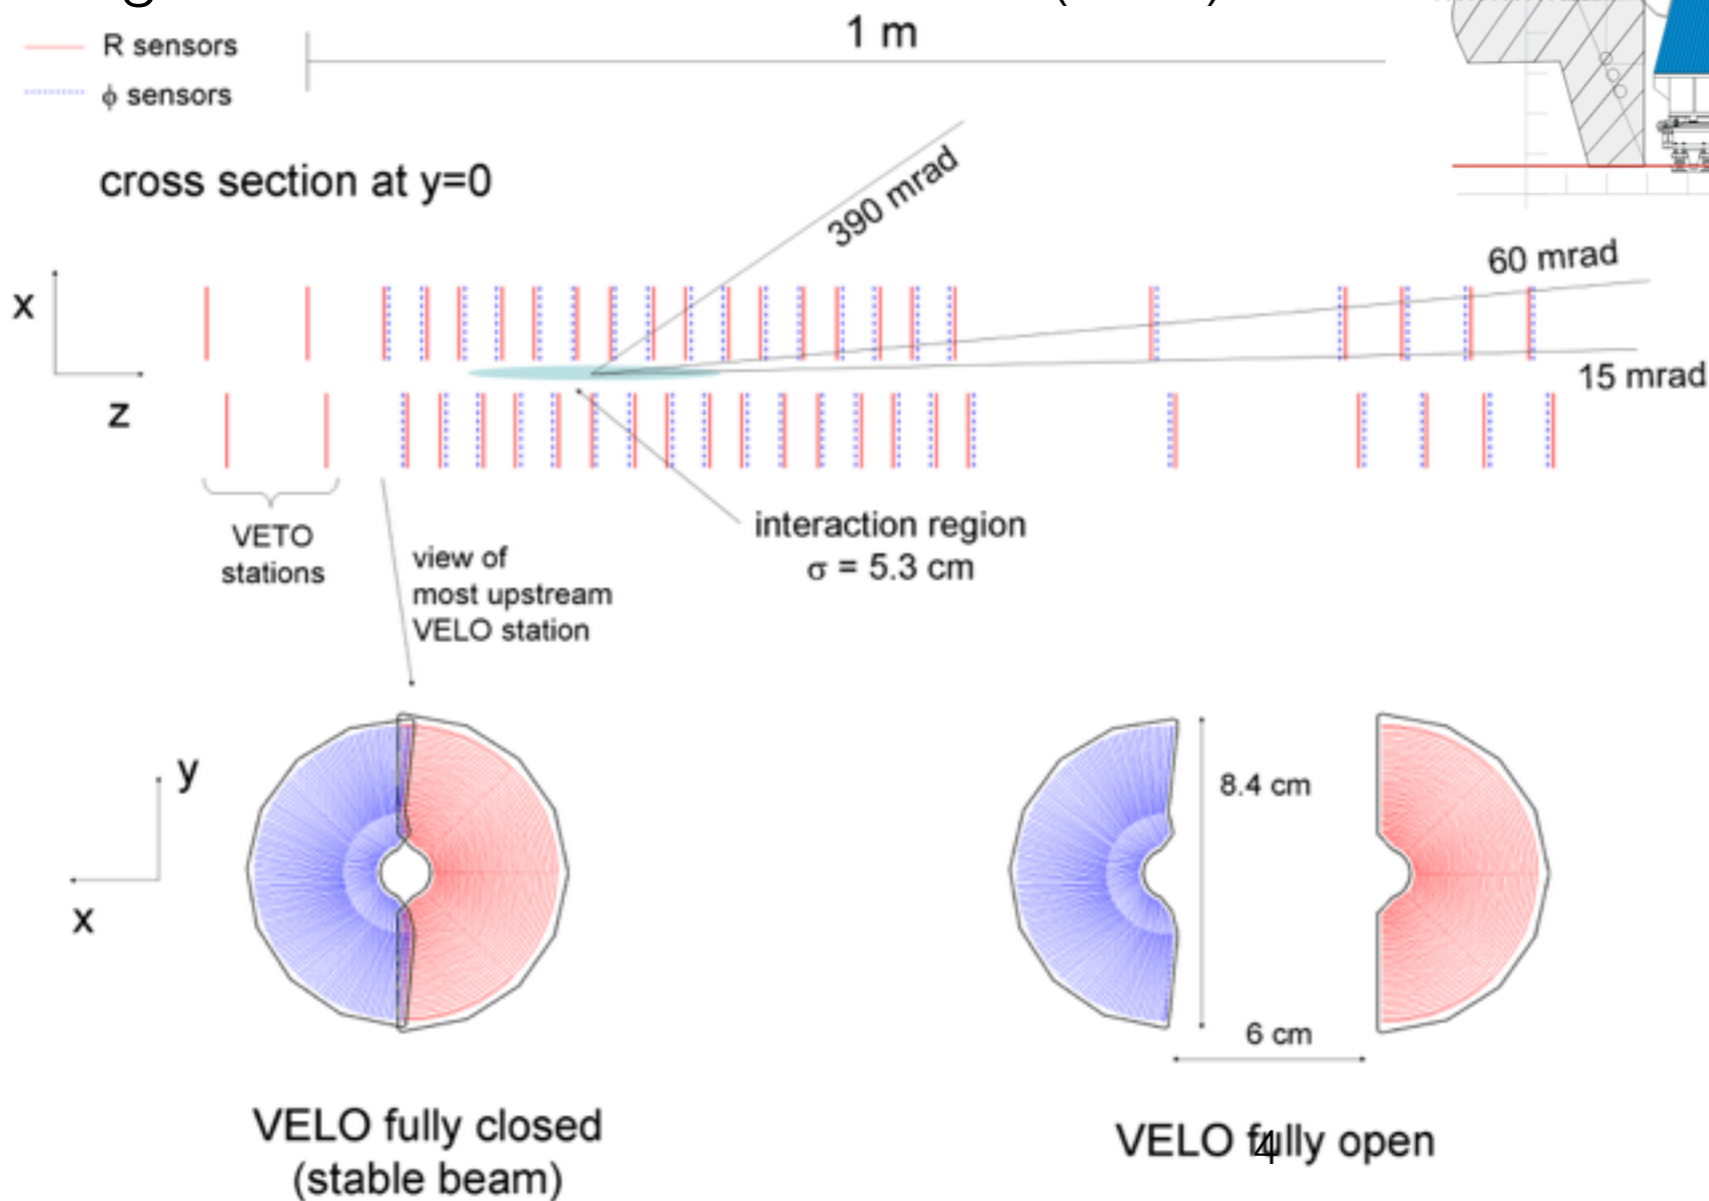 R sensors
ϕ sensors
1 m
cross section at y=0
390 mrad
60 mrad
15 mrad
x
z
VETO
stations
view of
most upstream
VELO station
interaction region
σ = 5.3 cm
y
x
8.4 cm
6 cm
VELO fully closed
(stable beam)
VELO fully open
4